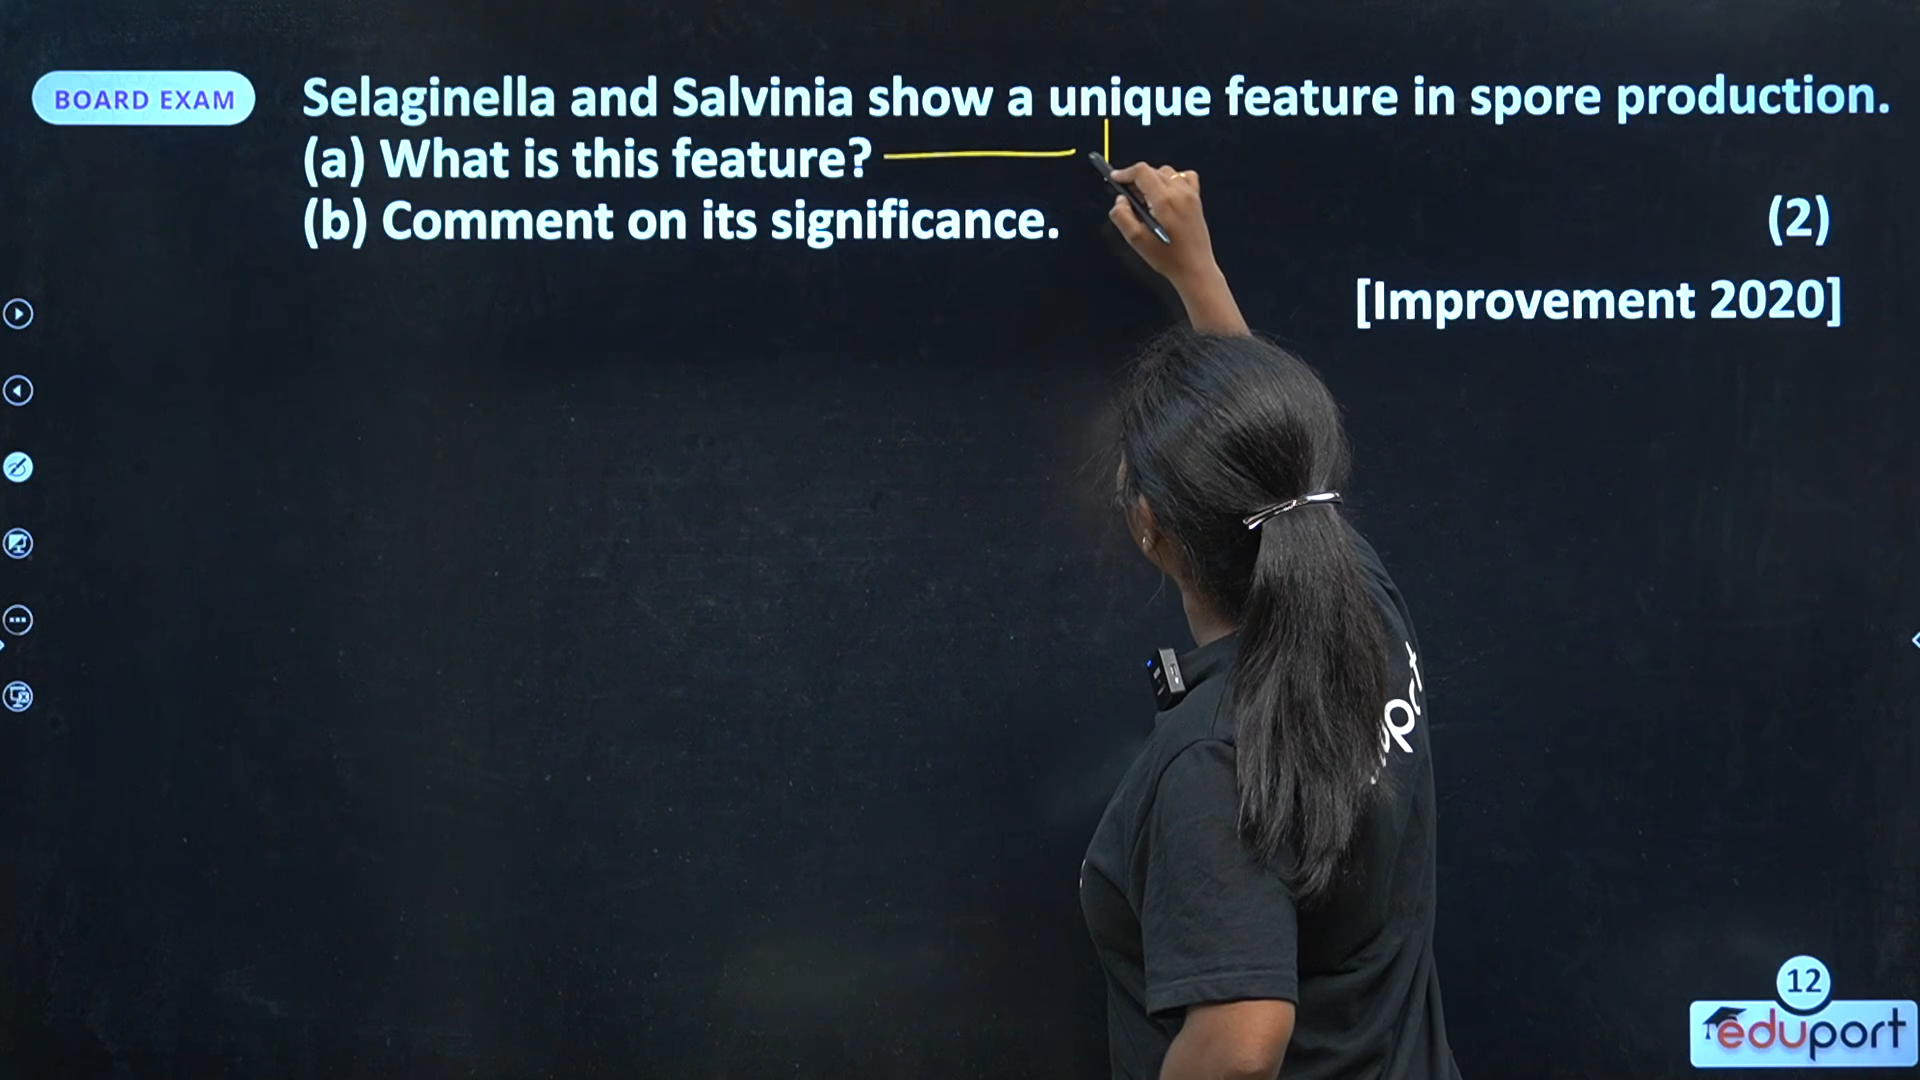 BOARD EXAM
Selaginella and Salvinia show a unique feature in spore production.
(a) What is this feature?
(b) Comment on its significance.
(2)
[Improvement 2020]
port
12
eduport